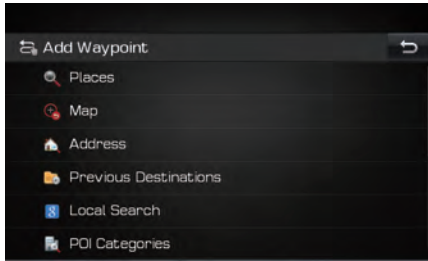 Add Waypoint
Places
Map
Address
Previous Destinations
Local Search
POI Categories